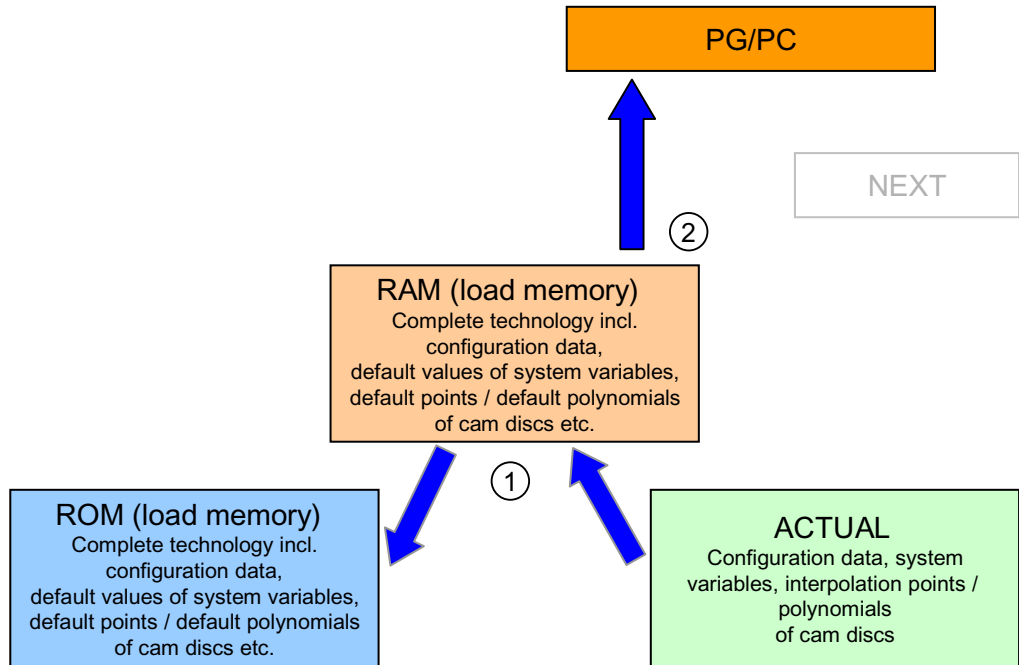 PG/PC
NEXT
2
RAM (load memory)
Complete technology incl.
configuration data,
default values of system variables,
default points / default polynomials
of cam discs etc.
1
ROM (load memory)
Complete technology incl.
configuration data,
default values of system variables,
default points / default polynomials
of cam discs etc.
ACTUAL
Configuration data, system
variables, interpolation points /
polynomials
of cam discs